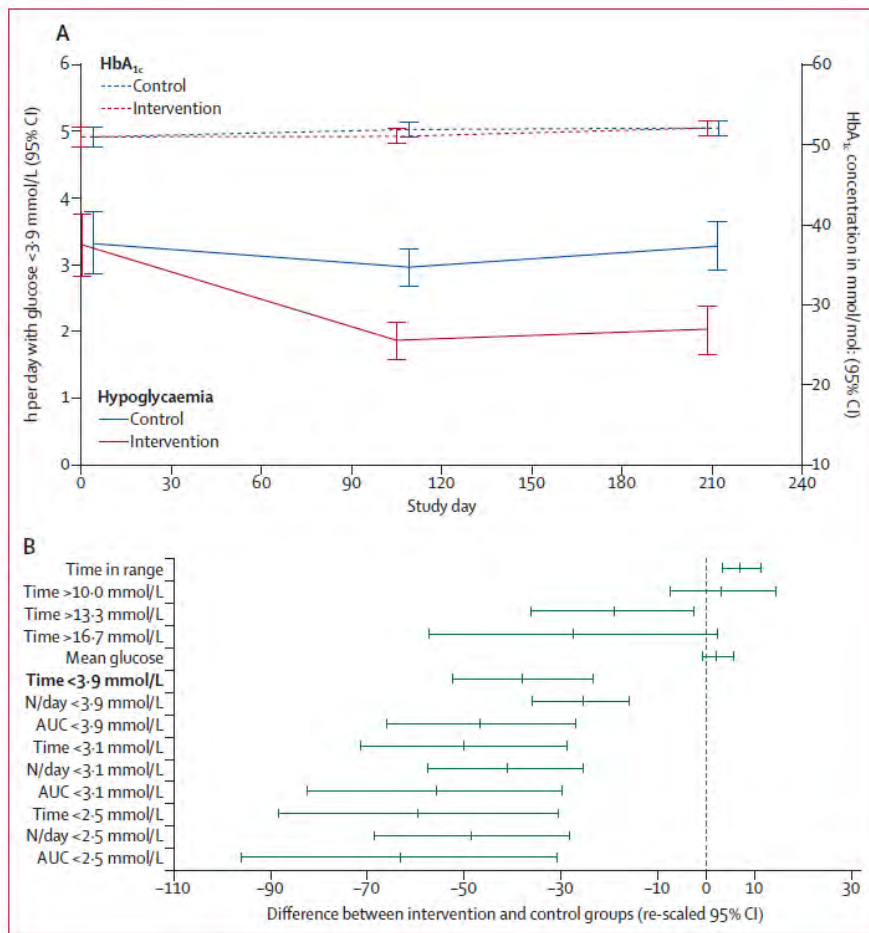 A
HbA1c
Control
Intervention
Hypoglycaemia
Control
Intervention
h per day with glucose <3·9 mmol/L (95% CI)
6
5
4
3
2
1
0
HbA1c concentration in mmol/mol: (95% CI)
60
50
40
30
20
10
0 30 60 90 120 150 180 210 240
Study day
B
Time in range
Time >10·0 mmol/L
Time >13·3 mmol/L
Time >16·7 mmol/L
Mean glucose
Time <3·9 mmol/L
N/day <3·9 mmol/L
AUC <3·9 mmol/L
Time <3·1 mmol/L
N/day <3·1 mmol/L
AUC <3·1 mmol/L
Time <2·5 mmol/L
N/day <2·5 mmol/L
AUC <2·5 mmol/L
–110 –90 –70 –50 –30 –10 0 10 30
Difference between intervention and control groups (re-scaled 95% CI)